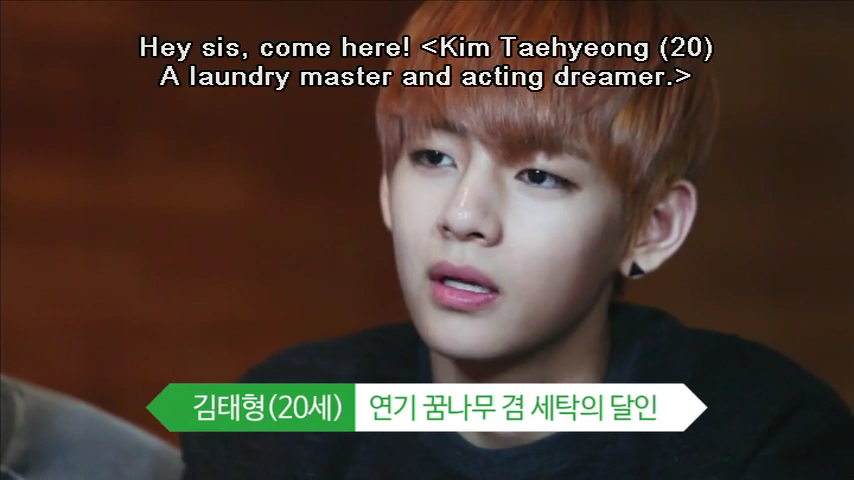 Hey sis, come here! <Kim Taehyeong (20)
A laundry master and acting dreamer.>
김태형(20세) 연기 꿈나무 겸 세탁의 달인